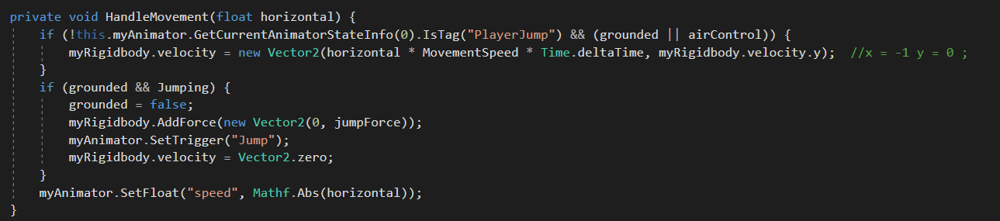 private void HandleMovement(float horizontal) {
    if (!this.myAnimator.GetCurrentAnimatorStateInfo(0).IsTag("PlayerJump") && (grounded || airControl)) {
        myRigidbody.velocity = new Vector2(horizontal * MovementSpeed * Time.deltaTime, myRigidbody.velocity.y);  //x = -1 y = 0 ;
    }
    if (grounded && Jumping) {
        grounded = false;
        myRigidbody.AddForce(new Vector2(0, jumpForce));
        myAnimator.SetTrigger("Jump");
        myRigidbody.velocity = Vector2.zero;
    }
    myAnimator.SetFloat("speed", Mathf.Abs(horizontal));
}